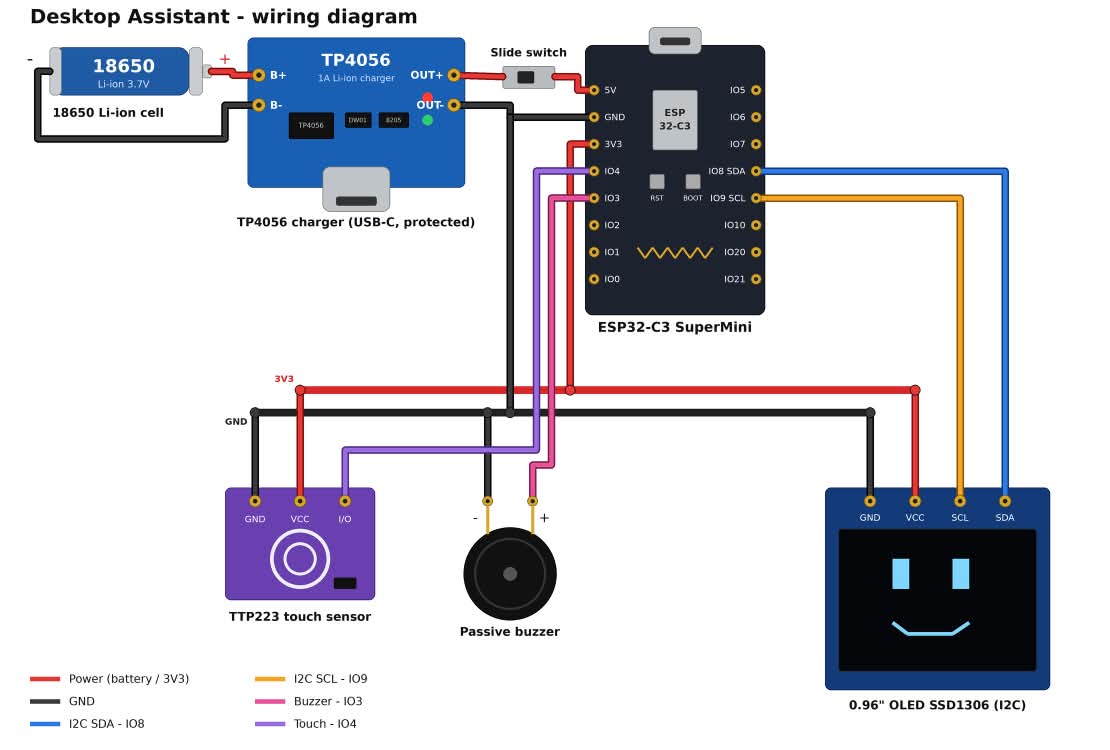 Desktop Assistant - wiring diagram
-
18650
Li-ion 3.7V
+
18650 Li-ion cell
TP4056
1A Li-ion charger
B+
B-
OUT+
OUT-
TP4056
DW01
8205
TP4056 charger (USB-C, protected)
Slide switch
ESP
32-C3
5V
GND
3V3
IO4
IO3
IO2
IO1
IO0
IO5
IO6
IO7
IO8 SDA
IO9 SCL
IO10
IO20
IO21
RST
BOOT
ESP32-C3 SuperMini
3V3
GND
GND VCC I/O
TTP223 touch sensor
- +
Passive buzzer
GND VCC SCL SDA
0.96" OLED SSD1306 (I2C)
Power (battery / 3V3)
GND
I2C SDA - IO8
I2C SCL - IO9
Buzzer - IO3
Touch - IO4